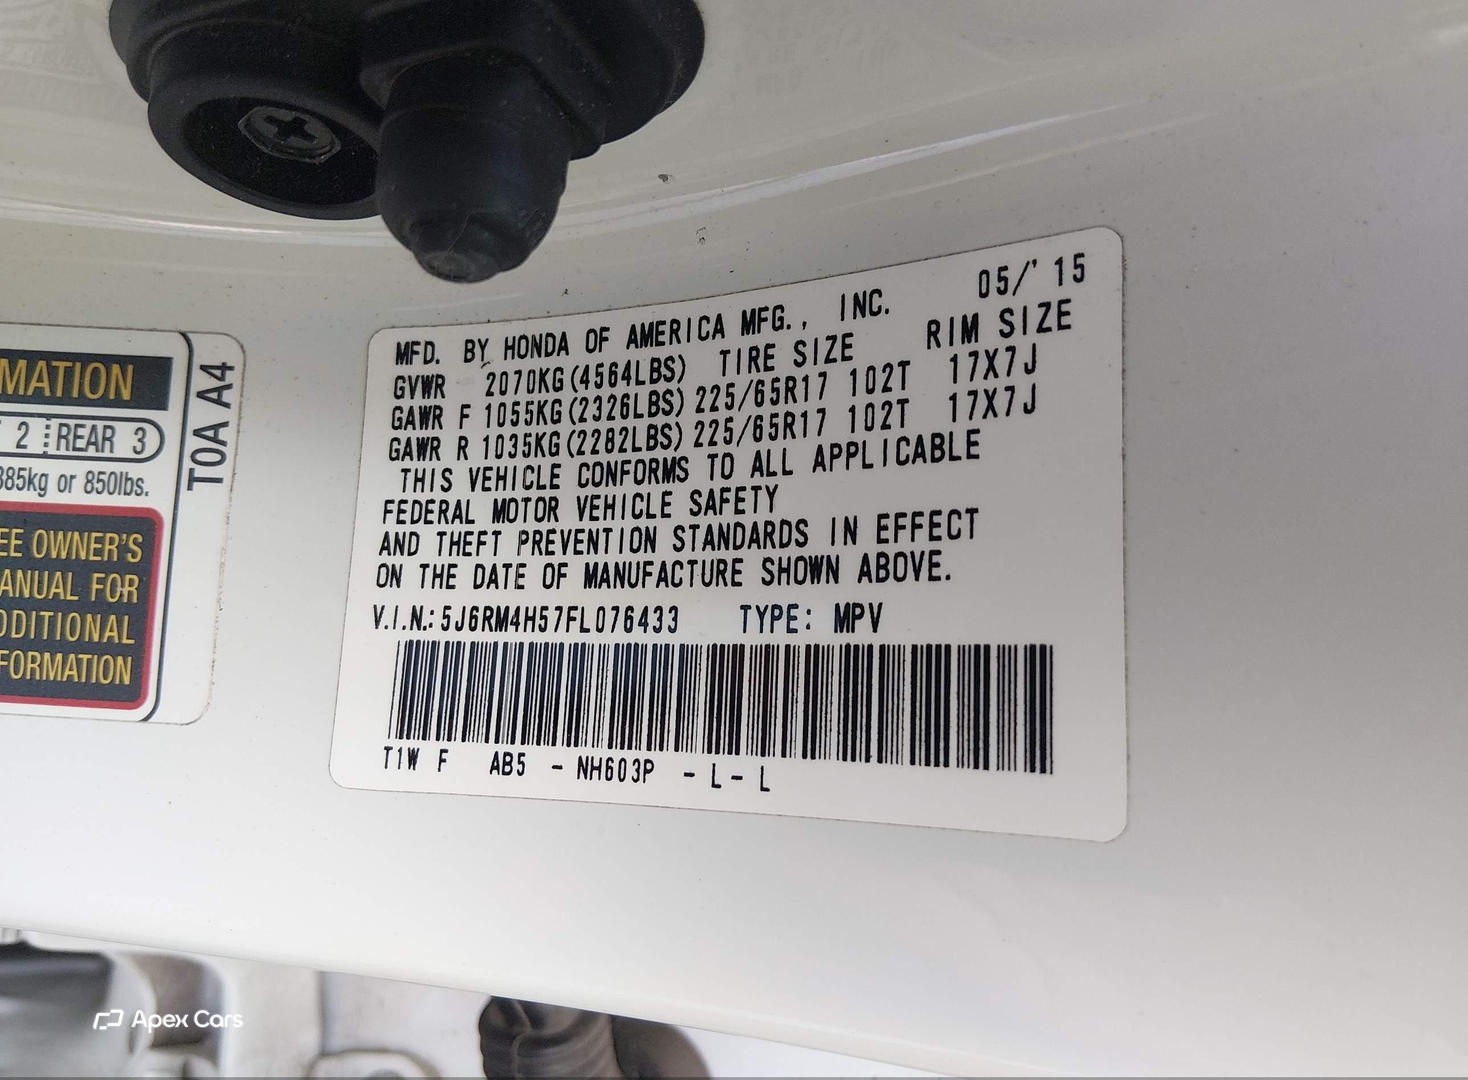 MFD. BY HONDA OF AMERICA MFG., INC. 05/'15
GVWR 2070KG(4564LBS) TIRE SIZE RIM SIZE
GAWR F 1055KG(2326LBS) 225/65R17 102T 17X7J
GAWR R 1035KG(2282LBS) 225/65R17 102T 17X7J
THIS VEHICLE CONFORMS TO ALL APPLICABLE
FEDERAL MOTOR VEHICLE SAFETY
AND THEFT PREVENTION STANDARDS IN EFFECT
ON THE DATE OF MANUFACTURE SHOWN ABOVE.
V.I.N.: 5J6RM4H57FL076433 TYPE: MPV
T1W F AB5 - NH603P - L - L
MATION
2 REAR 3
385kg or 850lbs.
EE OWNER'S
ANUAL FOR
DDITIONAL
FORMATION
T0A A4
Apex Cars